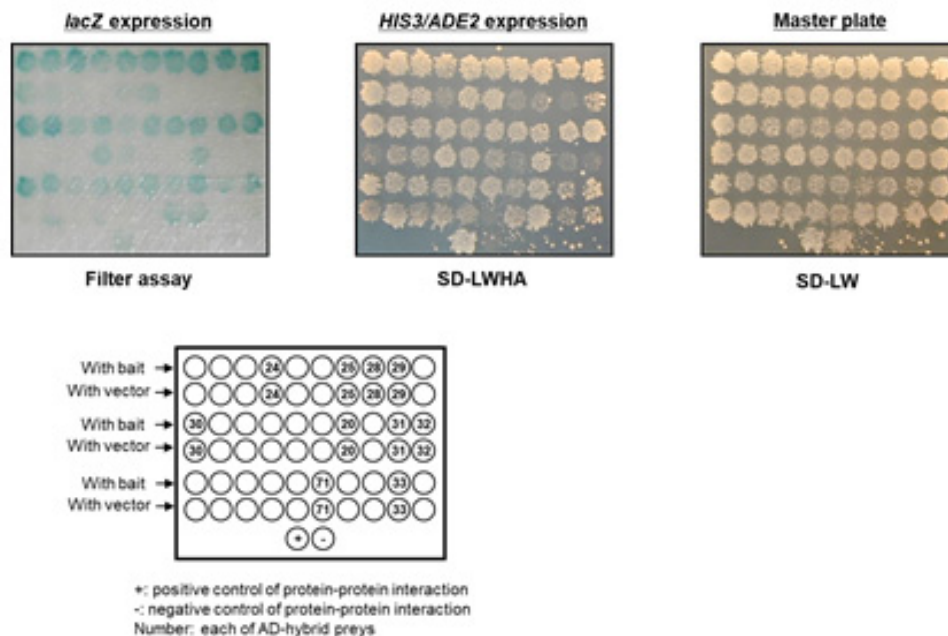 lacZ expression
HIS3/ADE2 expression
Master plate
Filter assay
SD-LWHA
SD-LW
With bait
24 25 28 29
With vector
24 25 28 29
With bait
30 20 31 32
With vector
30 20 31 32
With bait
71 33
With vector
71 33
+ -
+: positive control of protein-protein interaction
-: negative control of protein-protein interaction
Number: each of AD-hybrid preys